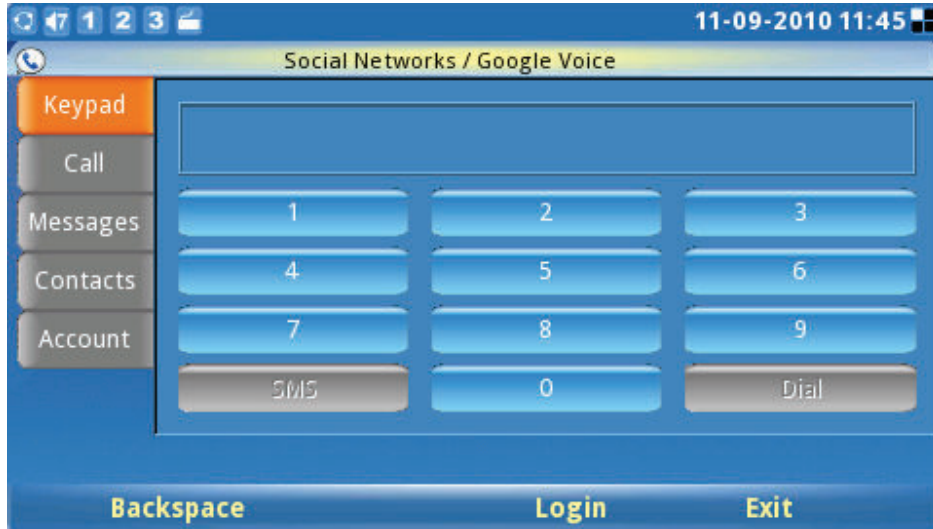 7 1 2 3 11-09-2010 11:45
Social Networks / Google Voice
Keypad
Call
Messages
Contacts
Account
1 2 3
4 5 6
7 8 9
SMS 0 Dial
Backspace Login Exit